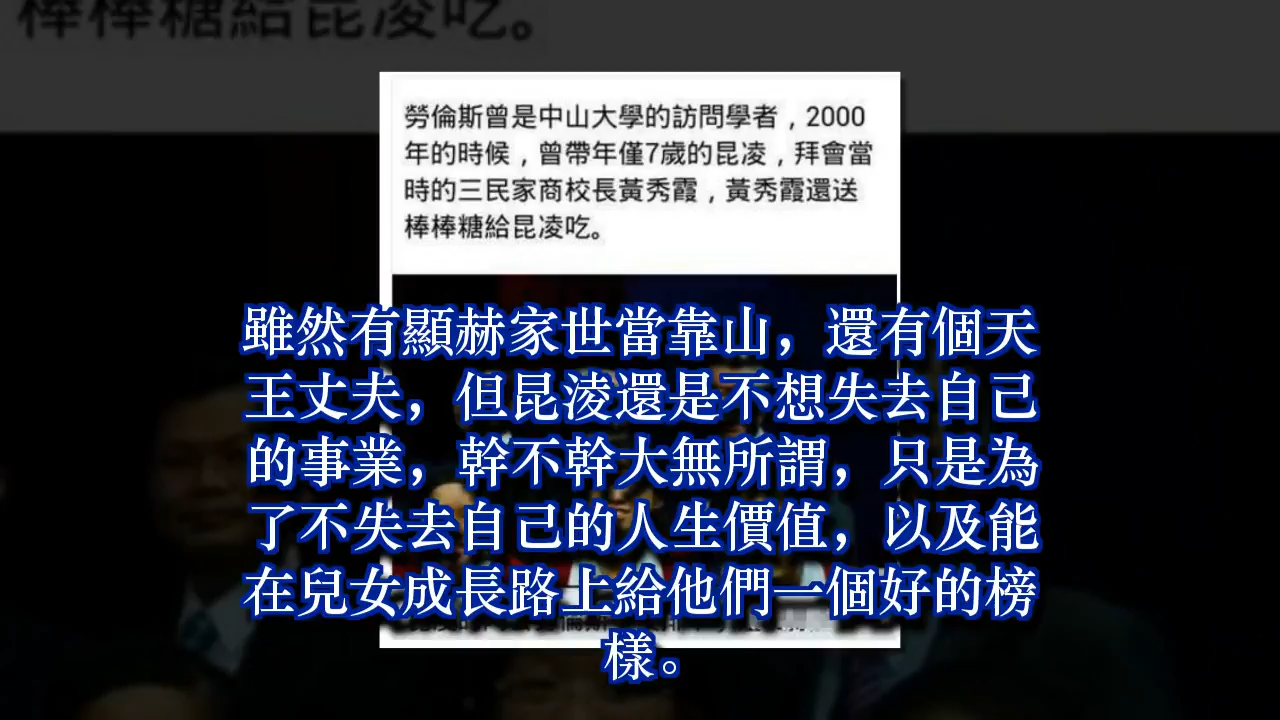 棒棒糖給昆凌吃。
勞倫斯曾是中山大學的訪問學者，2000
年的時候，曾帶年僅7歲的昆凌，拜會當
時的三民家商校長黃秀霞，黃秀霞還送
棒棒糖給昆凌吃。
雖然有顯赫家世當靠山，還有個天
王丈夫，但昆淩還是不想失去自己
的事業，幹不幹大無所謂，只是為
了不失去自己的人生價值，以及能
在兒女成長路上給他們一個好的榜
樣。